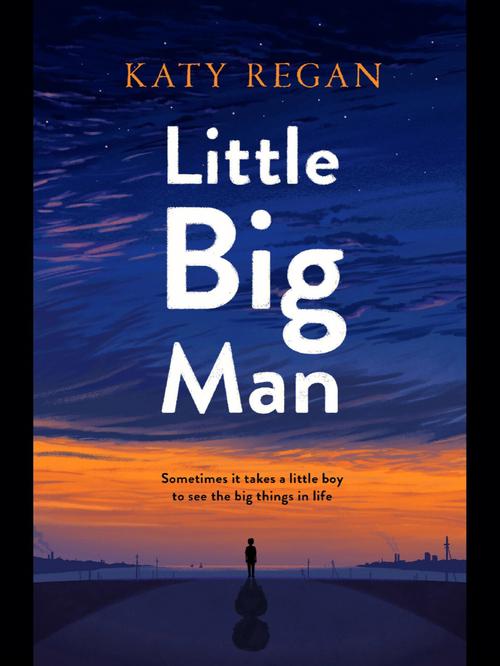 KATY REGAN
Little
Big
Man
Sometimes it takes a little boy
to see the big things in life